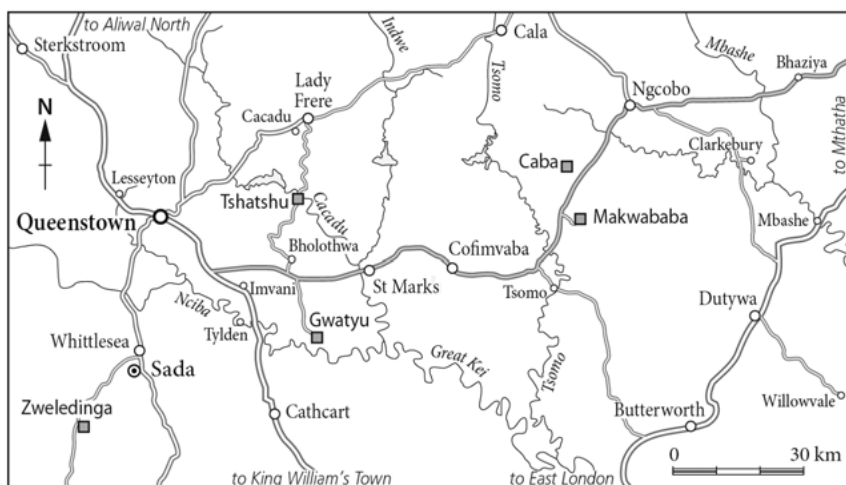 to Aliwal North
Sterkstroom
Indwe
Cala
Mbashe
Bhaziya
Tsomo
Lady
Frere
Ngcobo
N
Cacadu
to Mthatha
Clarkebury
Caba
Lesseyton
Tshatshu
Cacadu
Makwababa
Queenstown
Mbashe
Bholothwa
Cofimvaba
St Marks
Imvani
Tsomo
Nciba
Dutywa
Tylden
Gwatyu
Whittlesea
Great Kei
Sada
Tsomo
Zweledinga
Cathcart
Butterworth
Willowvale
0 30 km
to King William's Town
to East London